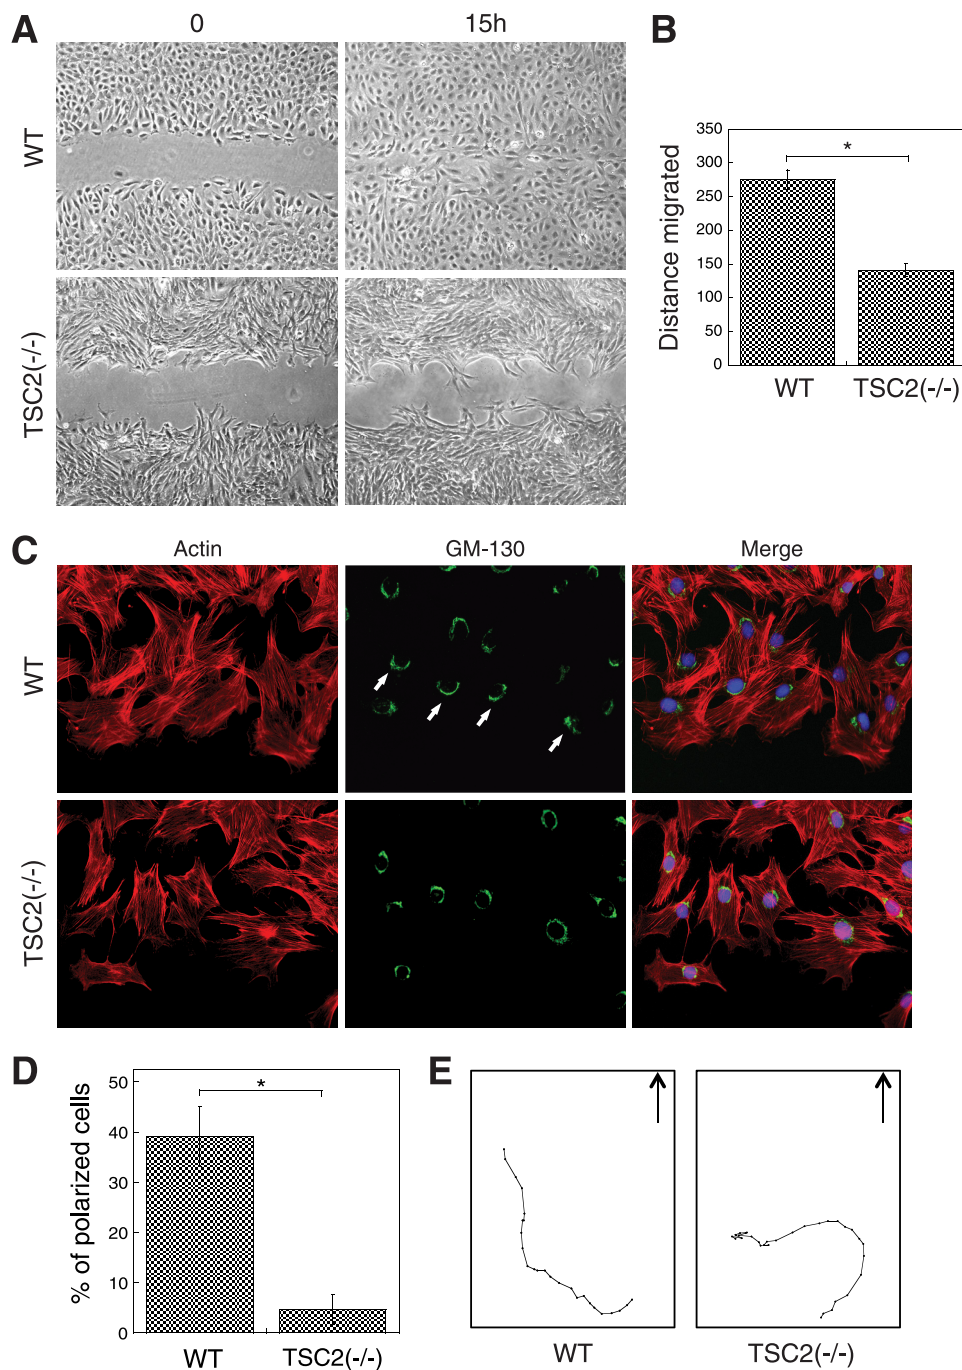 A
0
15h
WT
TSC2(-/-)
B
Distance migrated
350
300
250
200
150
100
50
0
*
WT
TSC2(-/-)
C
Actin
GM-130
Merge
WT
TSC2(-/-)
D
% of polarized cells
50
40
30
20
10
0
*
WT
TSC2(-/-)
E
WT
TSC2(-/-)